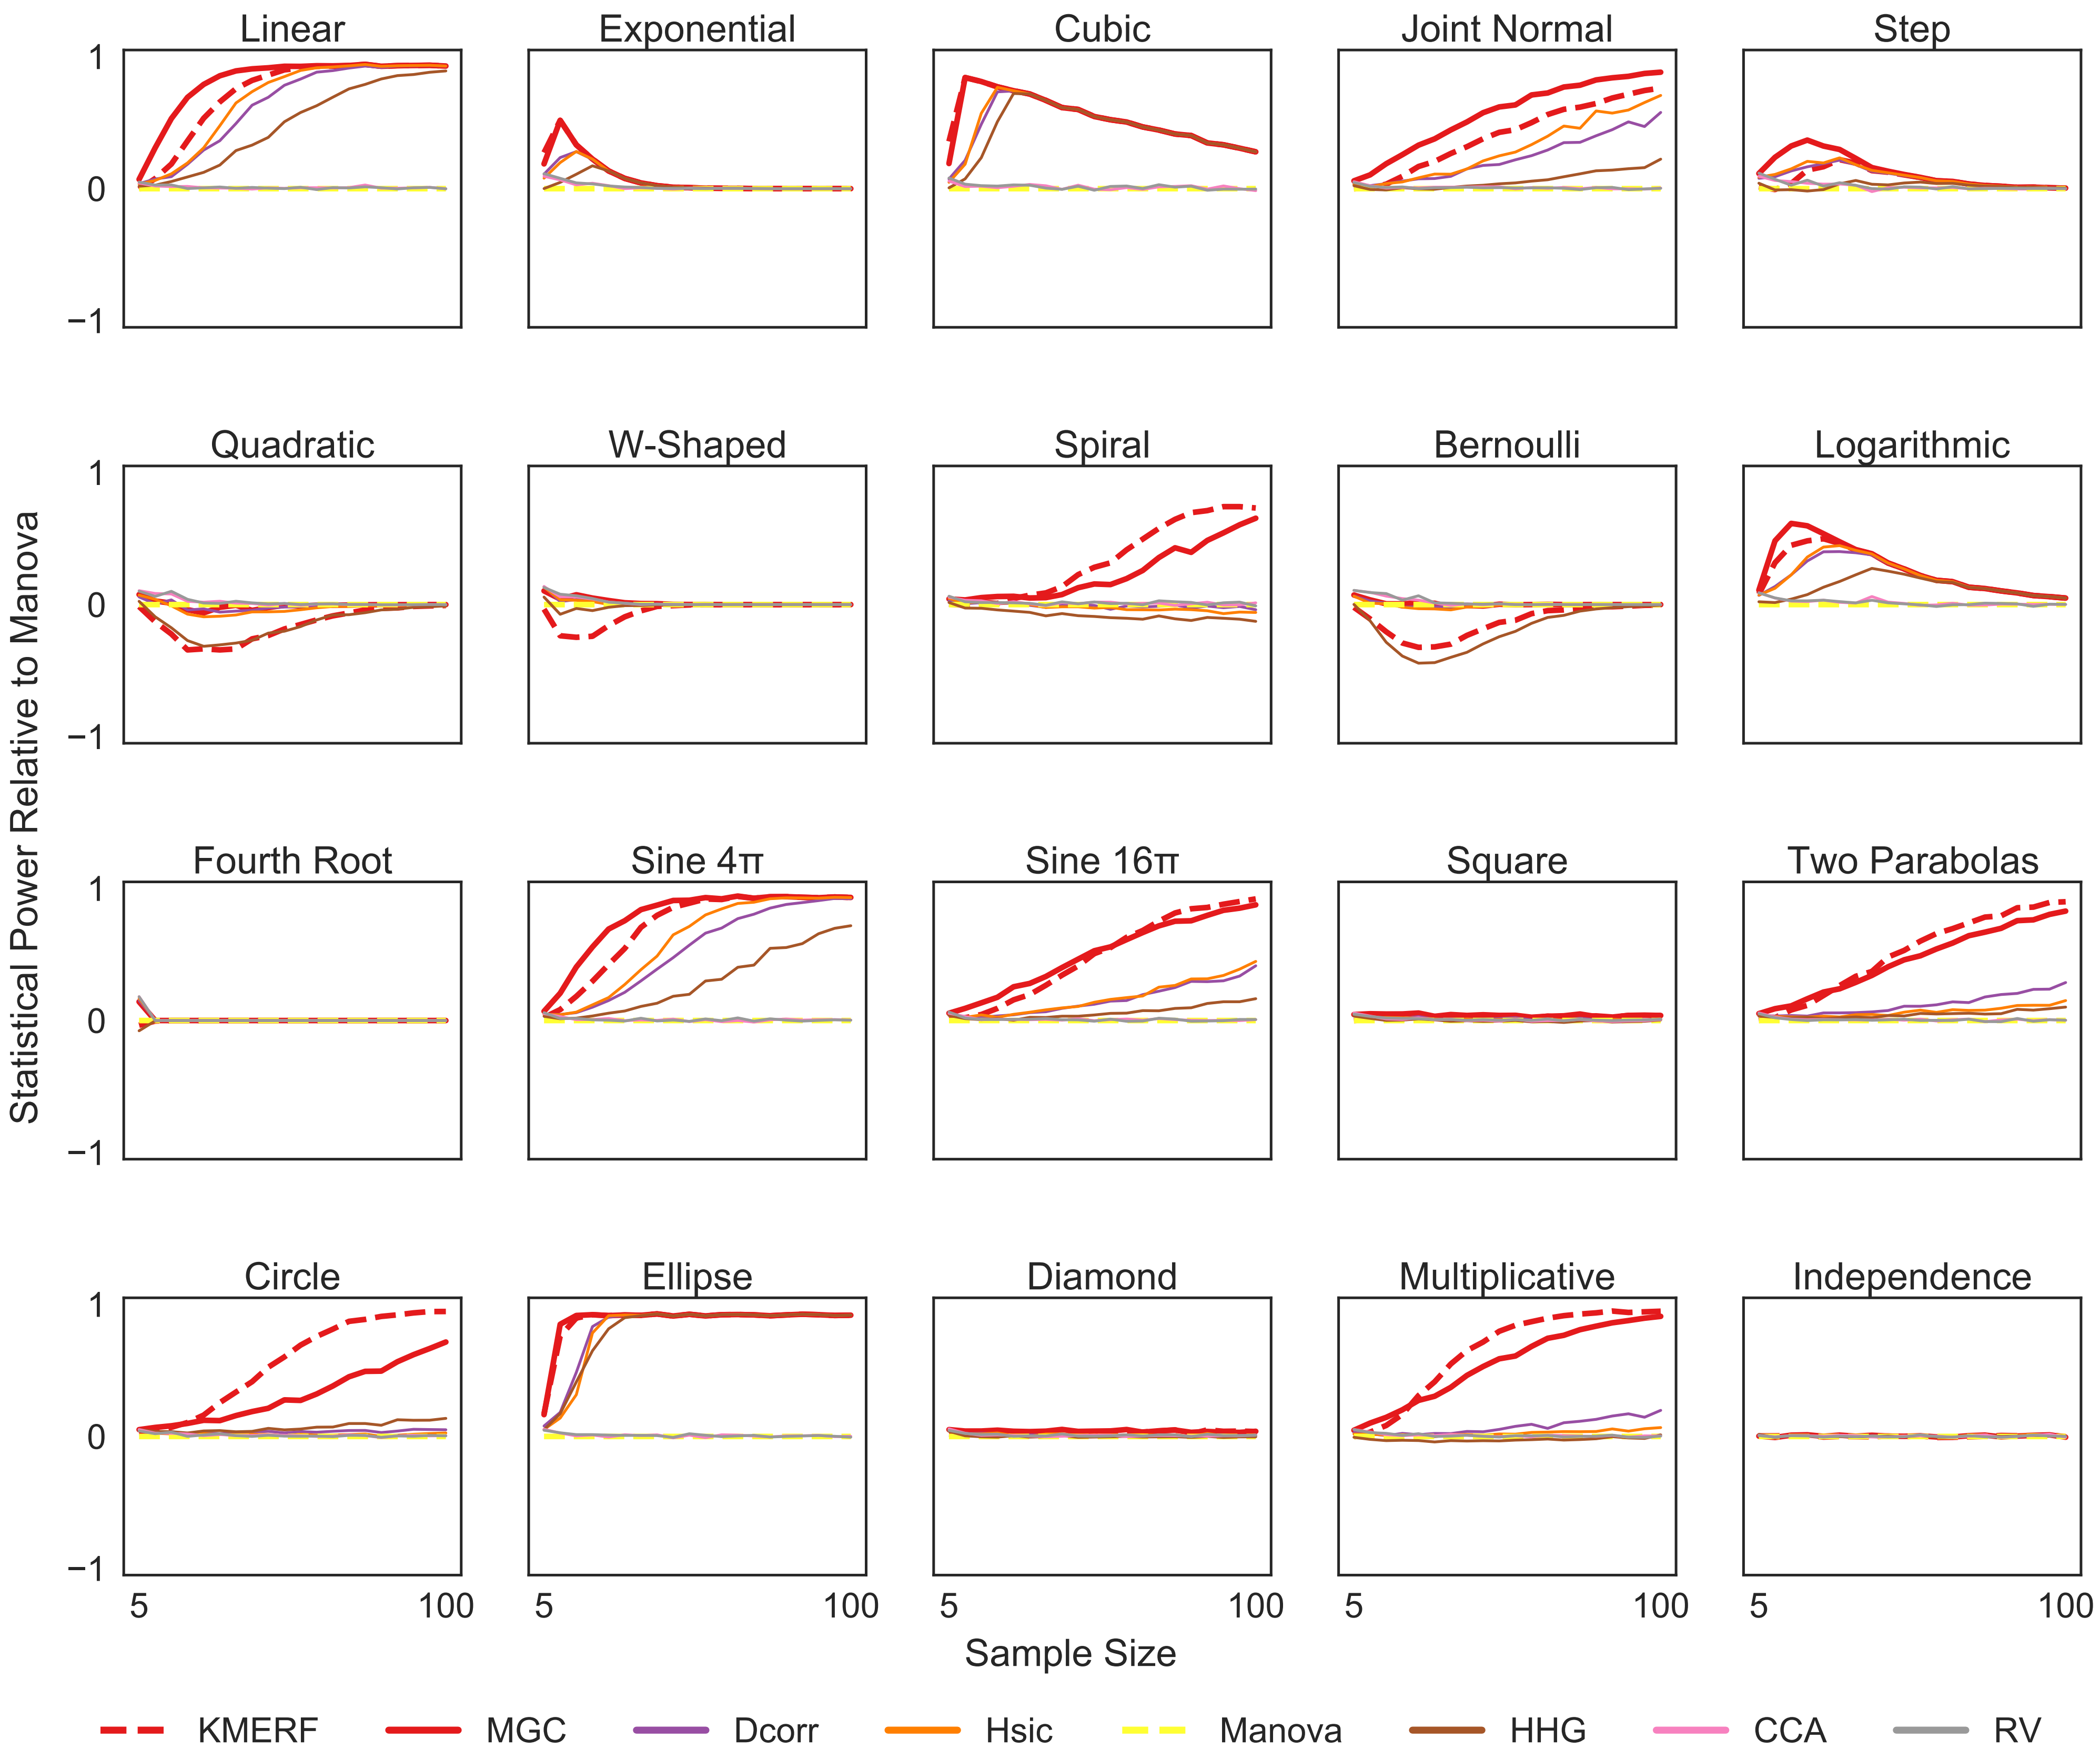 Linear Exponential Cubic Joint Normal Step
1
0
−1
Quadratic W-Shaped Spiral Bernoulli Logarithmic
1
0
−1
Statistical Power Relative to Manova
Fourth Root Sine 4π Sine 16π Square Two Parabolas
1
0
−1
Circle Ellipse Diamond Multiplicative Independence
1
0
−1
5 100 5 100 5 100 5 100 5 100
Sample Size
KMERF MGC Dcorr Hsic Manova HHG CCA RV